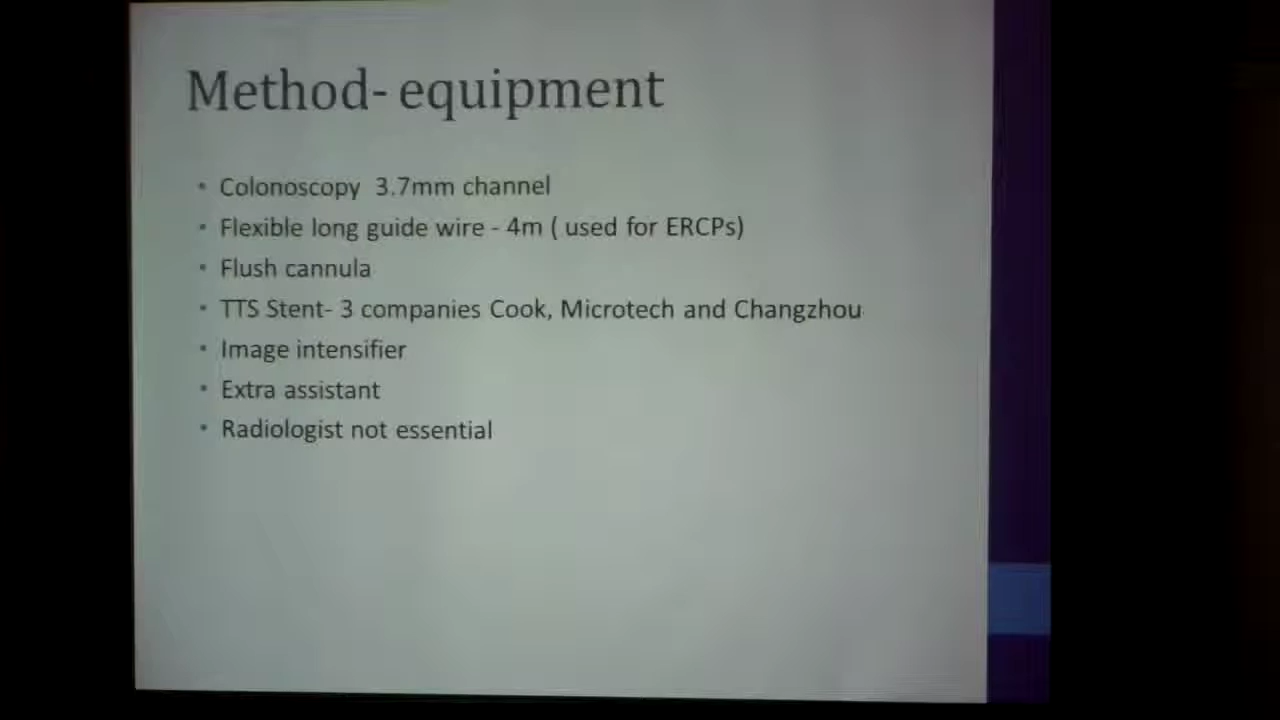 Method- equipment
• Colonoscopy 3.7mm channel
• Flexible long guide wire - 4m ( used for ERCPs)
• Flush cannula
• TTS Stent- 3 companies Cook, Microtech and Changzhou
• Image intensifier
• Extra assistant
• Radiologist not essential